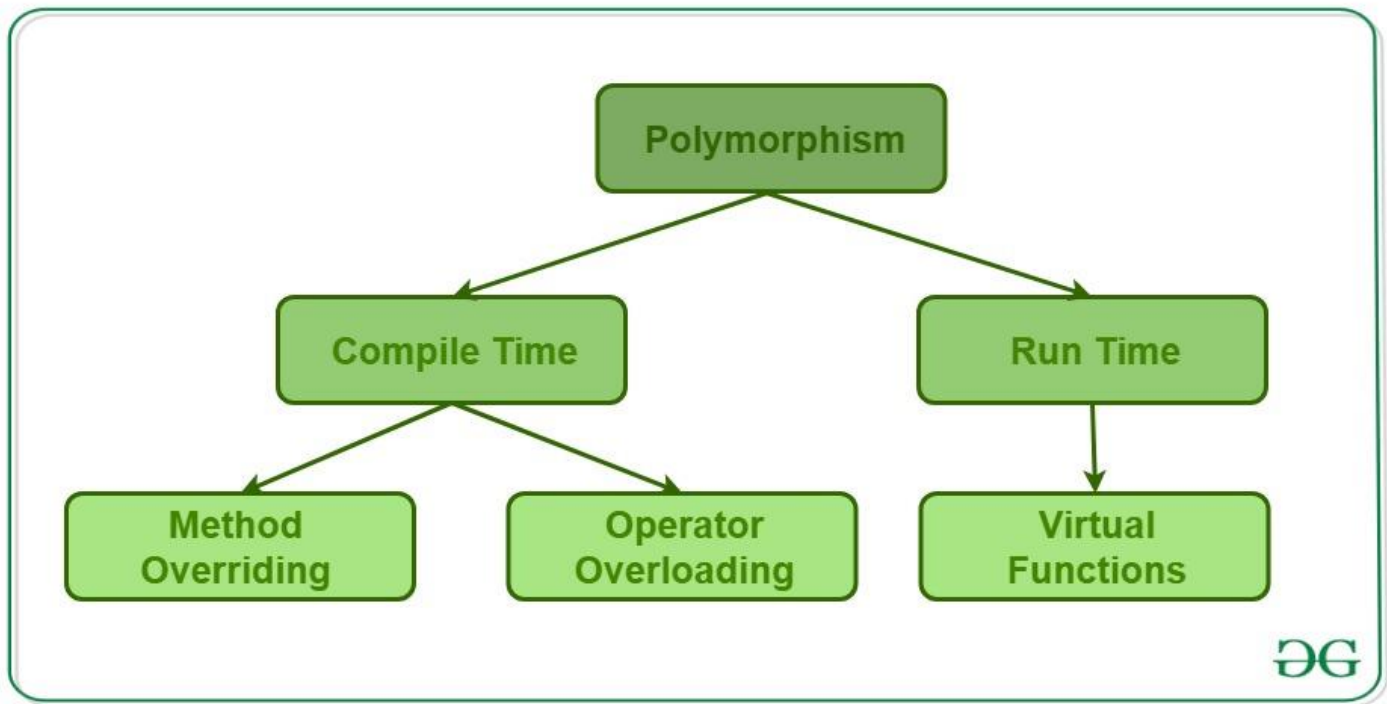 Polymorphism
Compile Time
Run Time
Method
Overriding
Operator
Overloading
Virtual
Functions